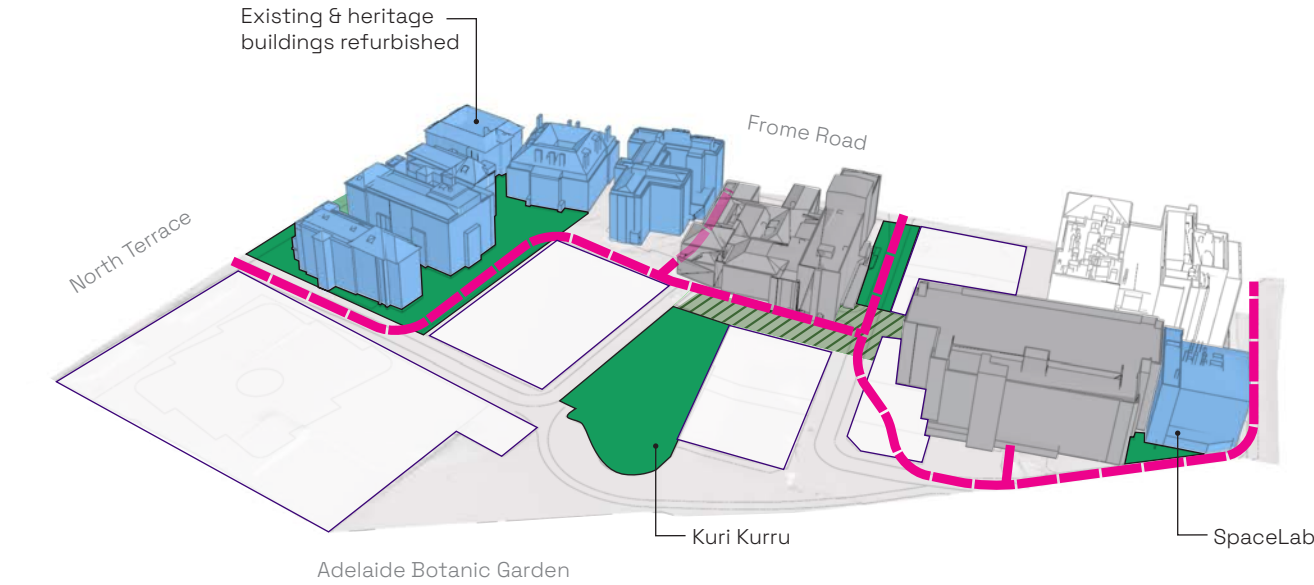 Existing & heritage
buildings refurbished
Frome Road
North Terrace
Kuri Kurru
SpaceLab
Adelaide Botanic Garden